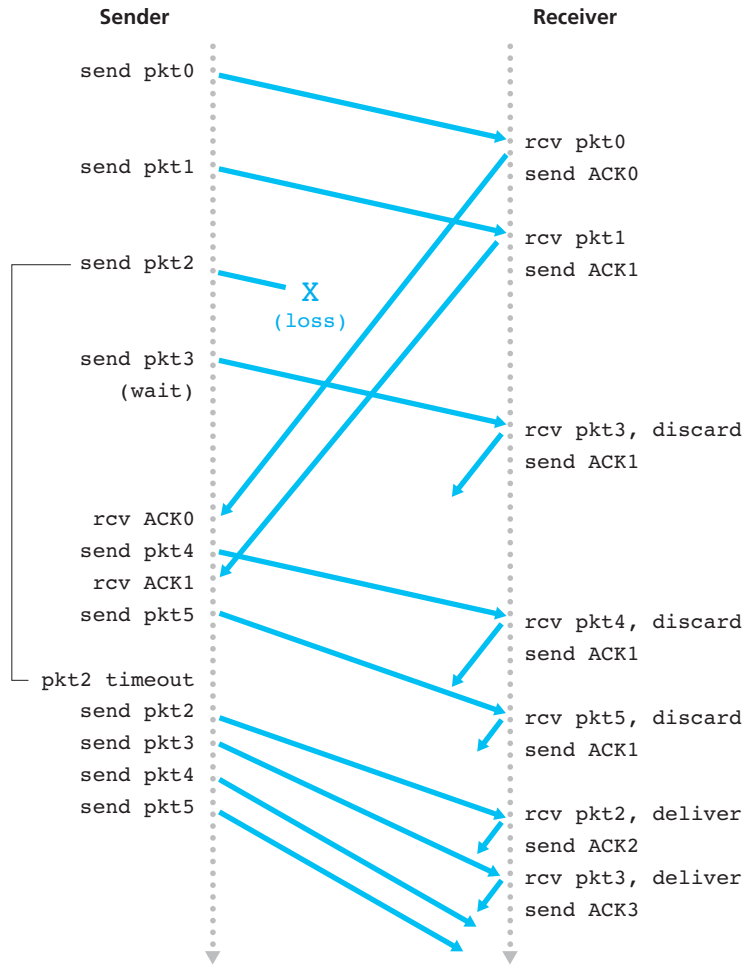 Sender
Receiver
send pkt0
rcv pkt0
send ACK0
send pkt1
rcv pkt1
send ACK1
send pkt2
X
(loss)
send pkt3
(wait)
rcv pkt3, discard
send ACK1
rcv ACK0
send pkt4
rcv ACK1
send pkt5
rcv pkt4, discard
send ACK1
pkt2 timeout
send pkt2
send pkt3
send pkt4
send pkt5
rcv pkt5, discard
send ACK1
rcv pkt2, deliver
send ACK2
rcv pkt3, deliver
send ACK3